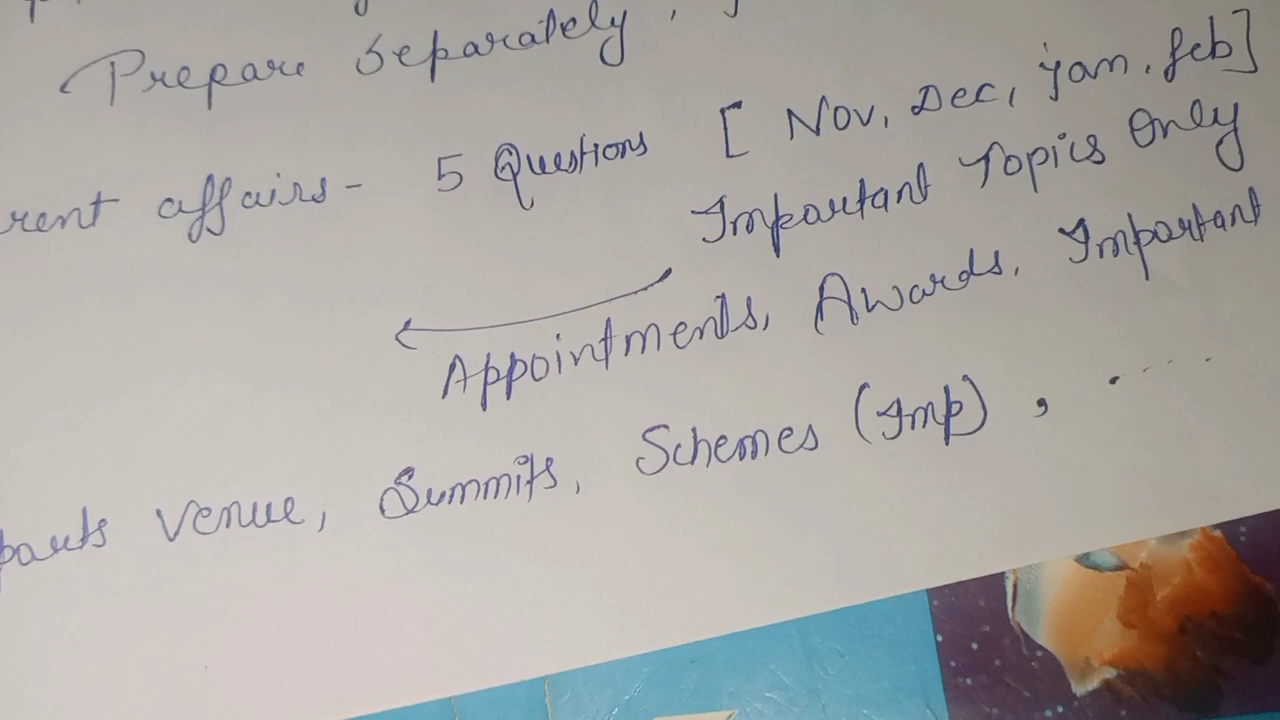 Prepare Separately,
rent affairs - 5 Questions [ Nov, Dec, Jan, Feb]
Important Topics Only
Appointments, Awards, Important
ports Venue, Summits, Schemes (Imp) , .....